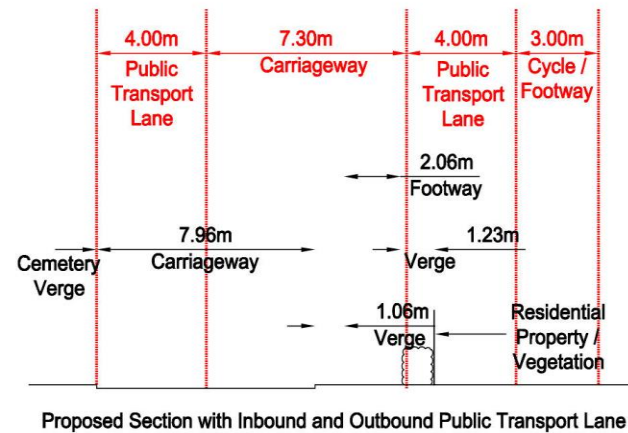 4.00m 7.30m 4.00m 3.00m
Public Carriageway Public Cycle /
Transport Transport Footway
Lane Lane
2.06m
Footway
7.96m 1.23m
Cemetery Carriageway Verge
Verge
1.06m Residential
Verge Property /
Vegetation
Proposed Section with Inbound and Outbound Public Transport Lane